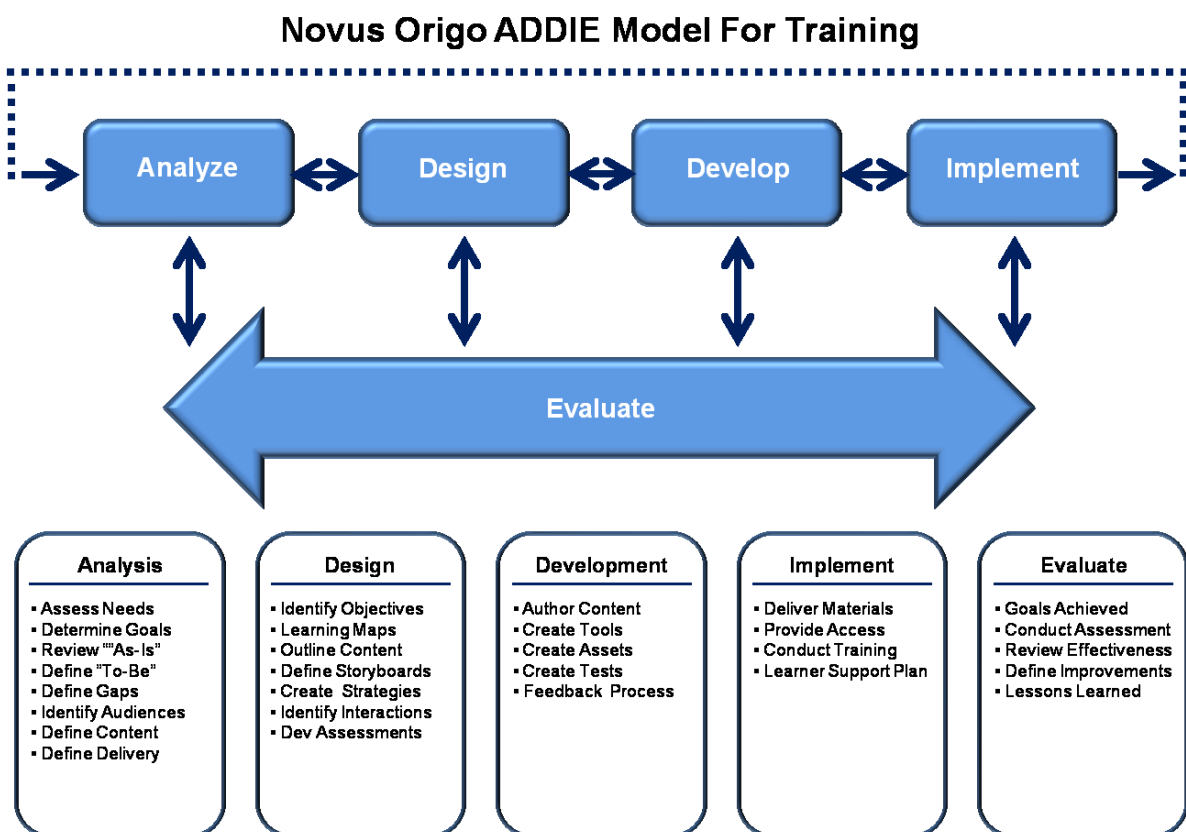 Novus Origo ADDIE Model For Training
Analyze
Design
Develop
Implement
Evaluate
Analysis
▪ Assess Needs
▪ Determine Goals
▪ Review ""As-Is"
▪ Define "To-Be"
▪ Define Gaps
▪ Identify Audiences
▪ Define Content
▪ Define Delivery
Design
▪ Identify Objectives
▪ Learning Maps
▪ Outline Content
▪ Define Storyboards
▪ Create Strategies
▪ Identify Interactions
▪ Dev Assessments
Development
▪ Author Content
▪ Create Tools
▪ Create Assets
▪ Create Tests
▪ Feedback Process
Implement
▪ Deliver Materials
▪ Provide Access
▪ Conduct Training
▪ Learner Support Plan
Evaluate
▪ Goals Achieved
▪ Conduct Assessment
▪ Review Effectiveness
▪ Define Improvements
▪ Lessons Learned